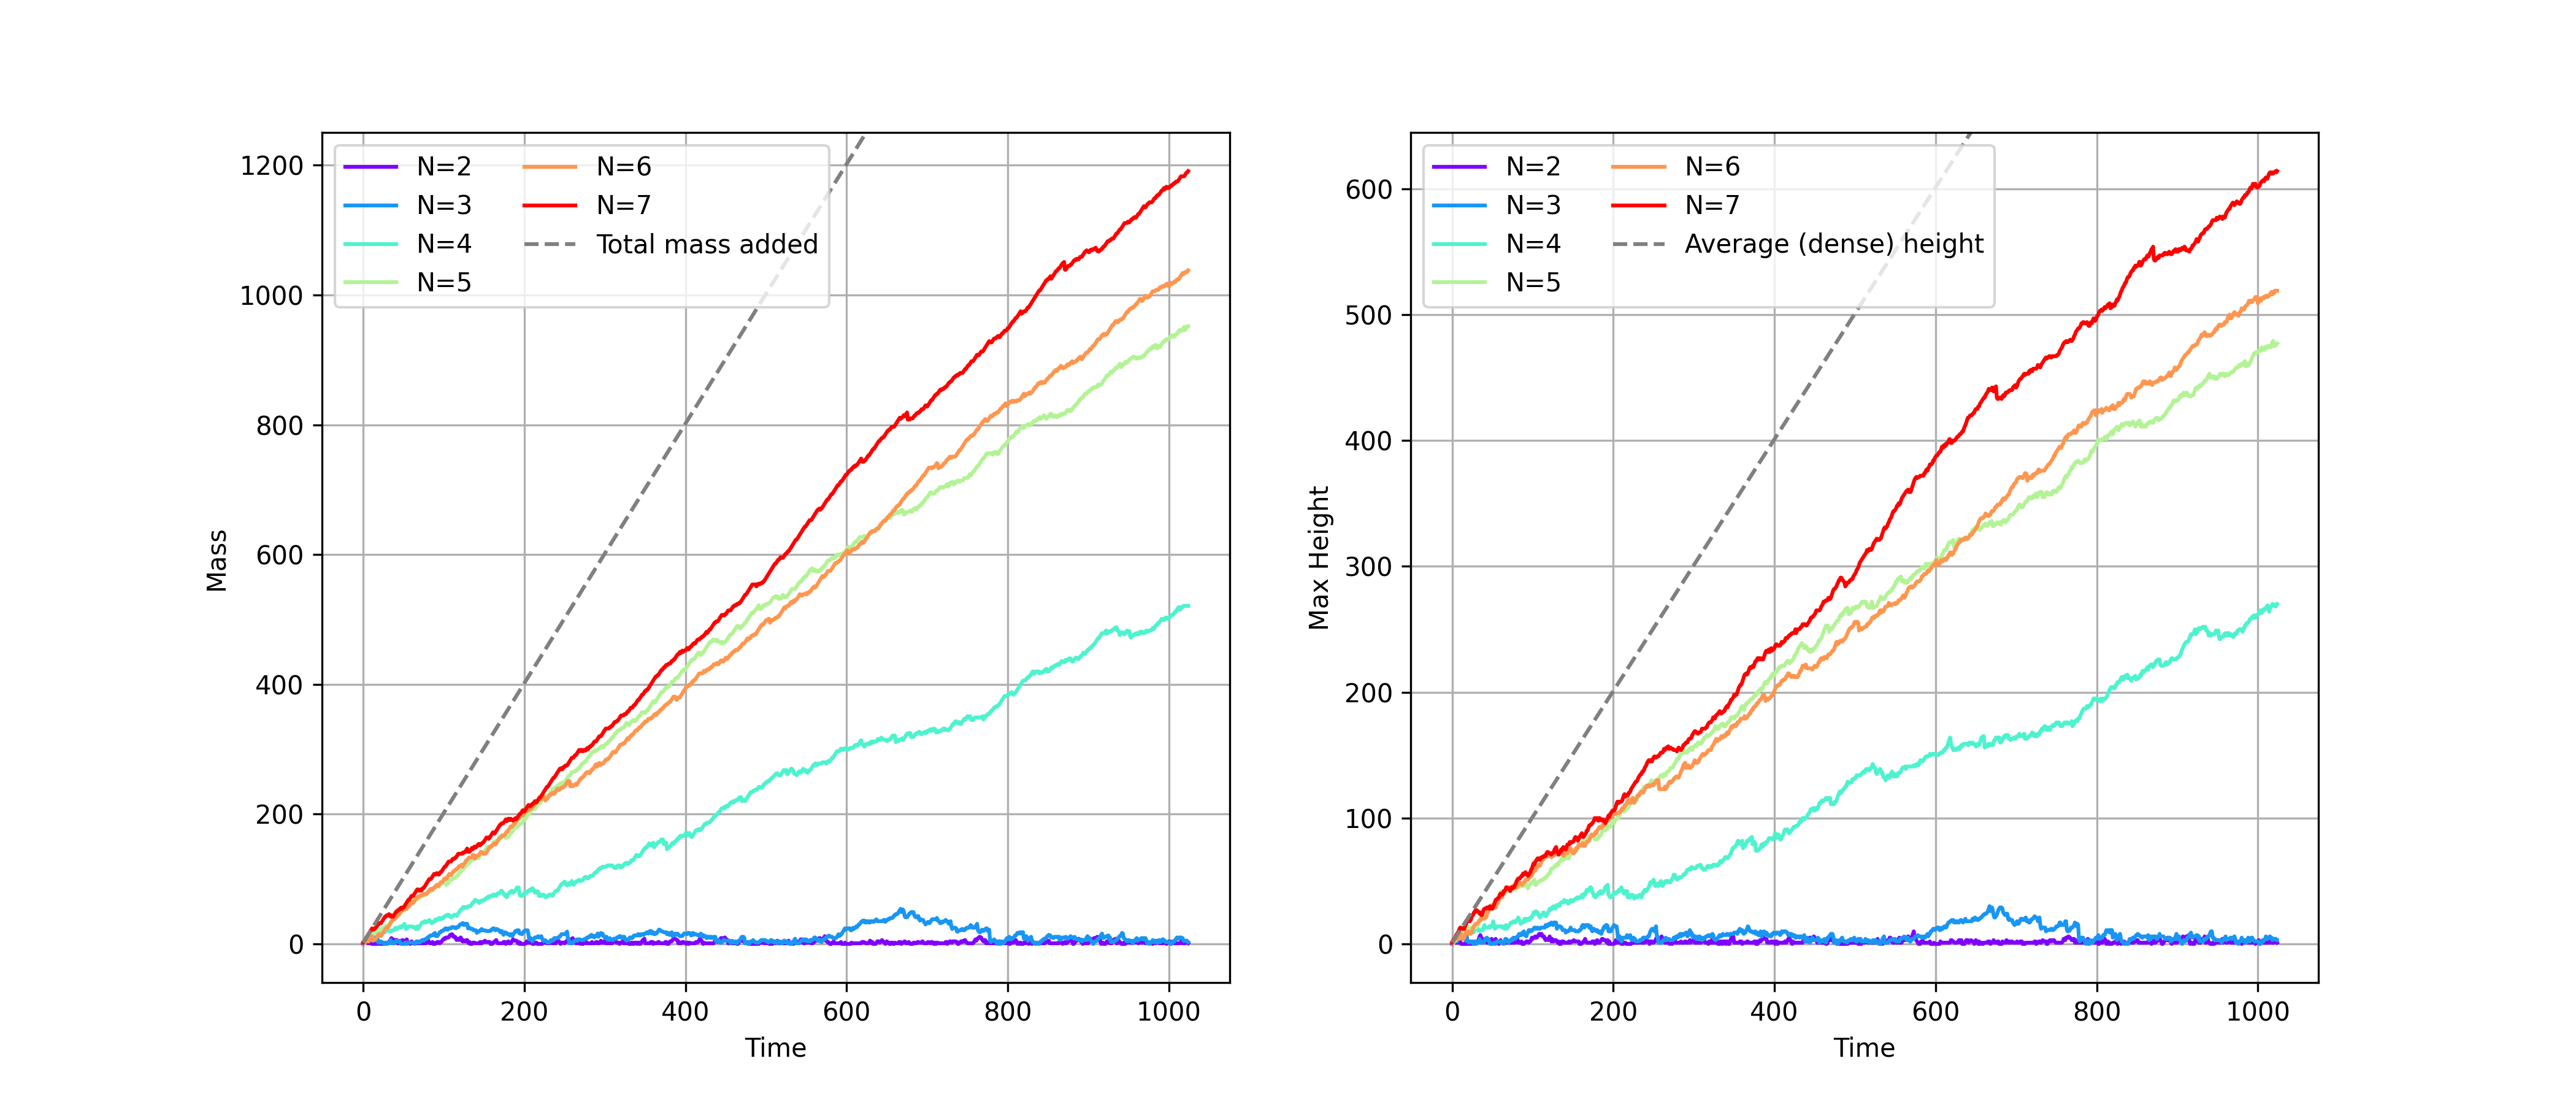 Mass
1200
1000
800
600
400
200
0
0 200 400 600 800 1000
Time
N=2
N=3
N=4
N=5
N=6
N=7
Total mass added
Max Height
600
500
400
300
200
100
0
0 200 400 600 800 1000
Time
N=2
N=3
N=4
N=5
N=6
N=7
Average (dense) height